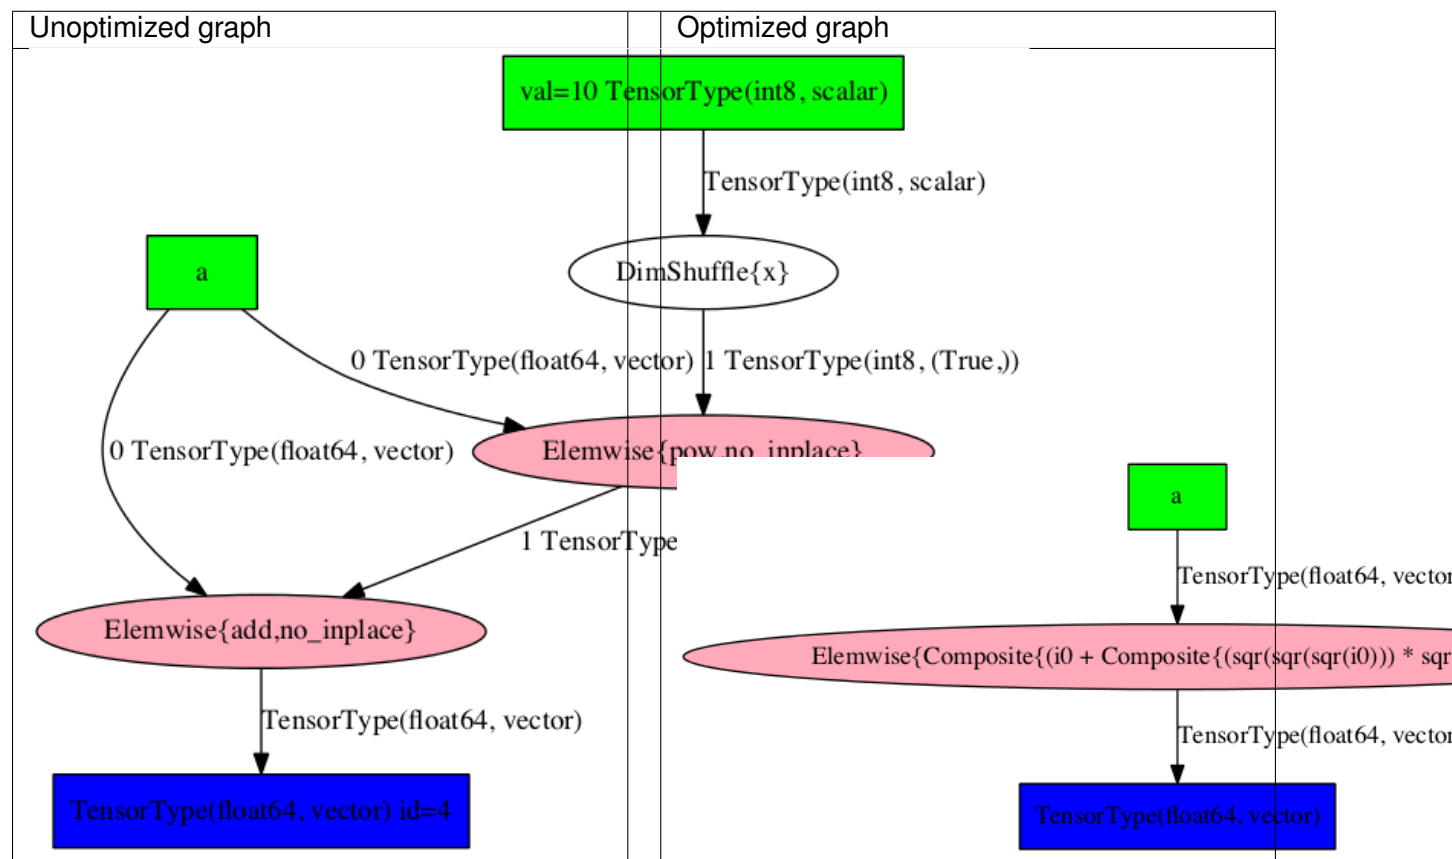 Unoptimized graph
Optimized graph
val=10 TensorType(int8, scalar)
TensorType(int8, scalar)
a
DimShuffle{x}
0 TensorType(float64, vector)
1 TensorType(int8, (True,))
0 TensorType(float64, vector)
Elemwise{pow,no_inplace}
1 TensorType
Elemwise{add,no_inplace}
TensorType(float64, vector)
TensorType(float64, vector) id=4
a
TensorType(float64, vector
Elemwise{Composite{(i0 + Composite{(sqr(sqr(sqr(i0))) * sqr
TensorType(float64, vector
TensorType(float64, vector)